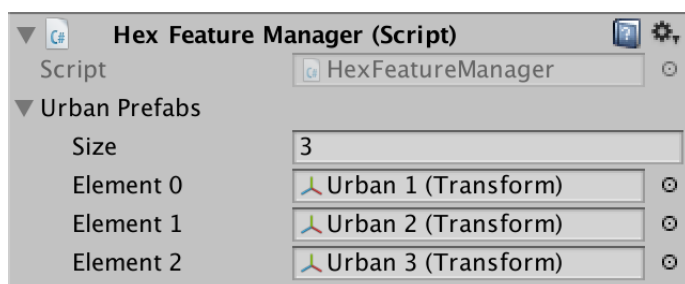 Hex Feature Manager (Script)
Script HexFeatureManager
Urban Prefabs
Size 3
Element 0 Urban 1 (Transform)
Element 1 Urban 2 (Transform)
Element 2 Urban 3 (Transform)